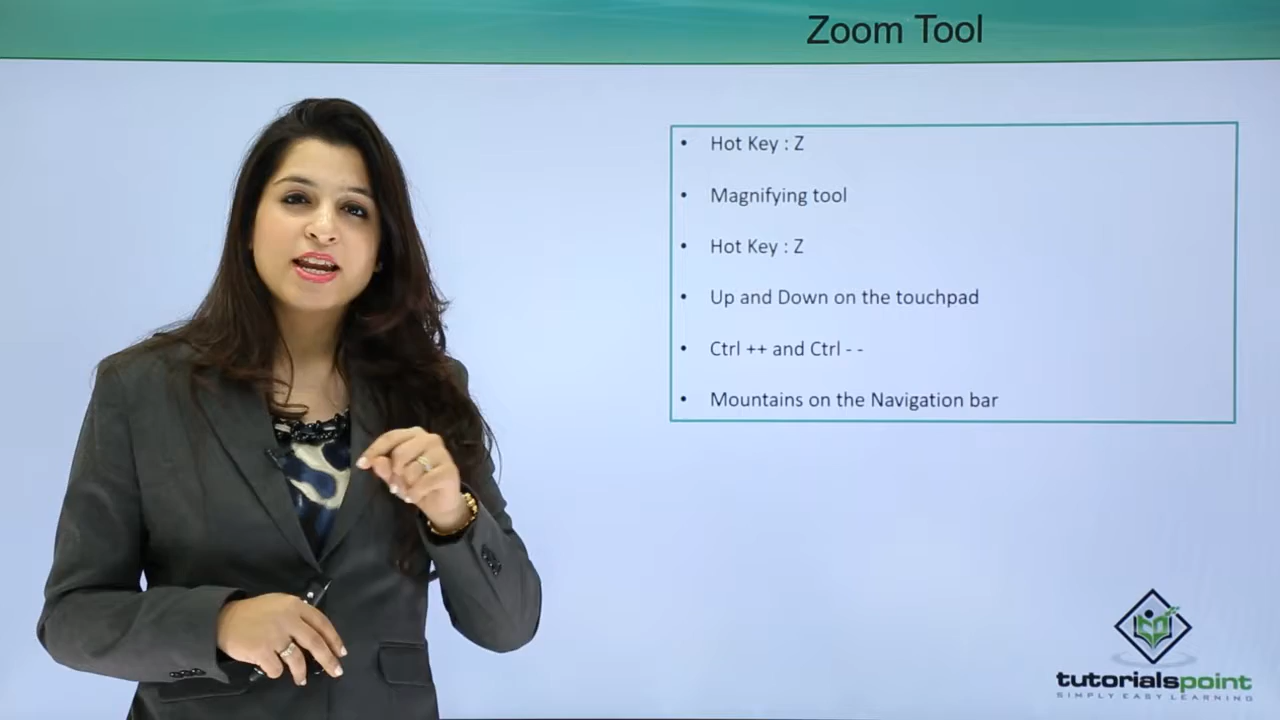 Zoom Tool
• Hot Key : Z
• Magnifying tool
• Hot Key : Z
• Up and Down on the touchpad
• Ctrl ++ and Ctrl - -
• Mountains on the Navigation bar
tutorialspoint
SIMPLY EASY LEARNING